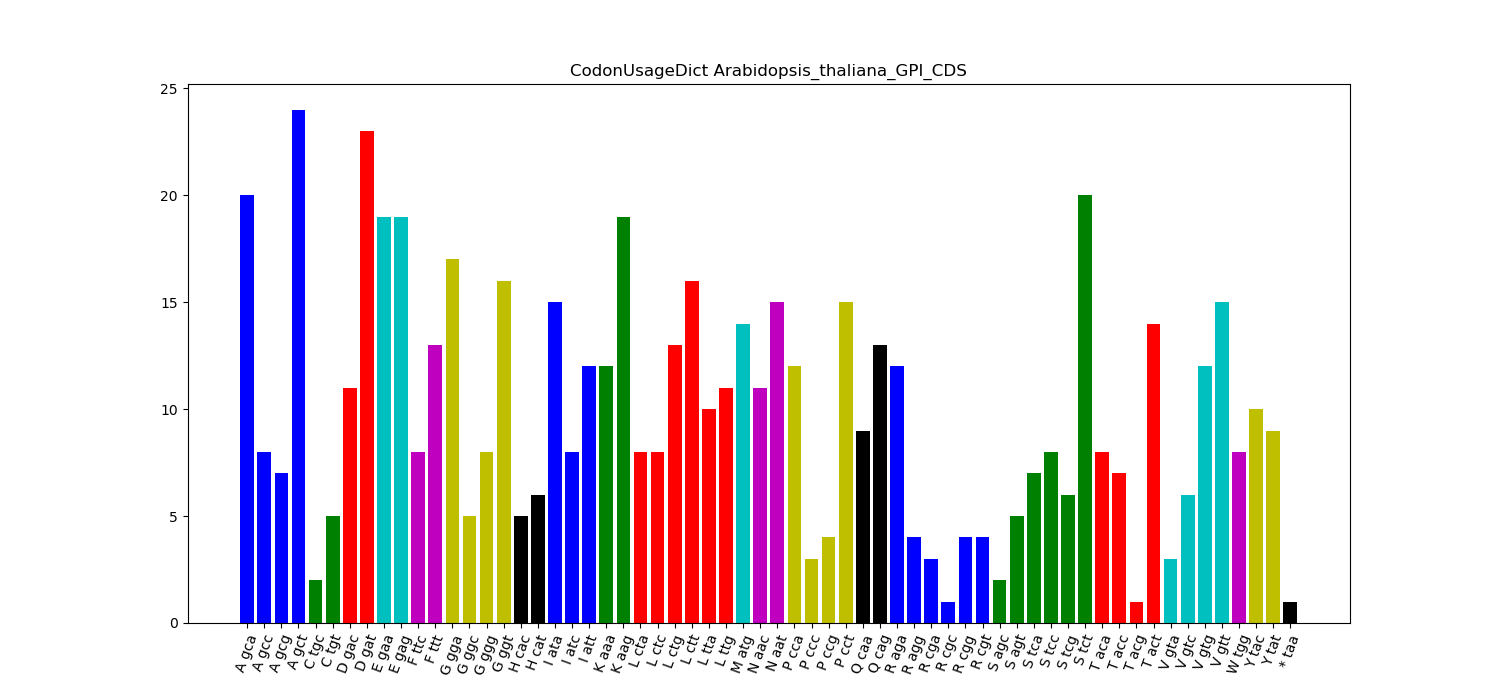 CodonUsageDict Arabidopsis_thaliana_GPI_CDS
25
20
15
10
5
0
A gca
A gcc
A gcg
A gct
C tgc
C tgt
D gac
D gat
E gaa
E gag
F ttc
F ttt
G gga
G ggc
G ggg
G ggt
H cac
H cat
I ata
I atc
I att
K aaa
K aag
L cta
L ctc
L ctg
L ctt
L tta
L ttg
M atg
N aac
N aat
P cca
P ccc
P ccg
P cct
Q caa
Q cag
R aga
R agg
R cga
R cgc
R cgg
R cgt
S agc
S agt
S tca
S tcc
S tcg
S tct
T aca
T acc
T acg
T act
V gta
V gtc
V gtg
V gtt
W tgg
Y tac
Y tat
* taa